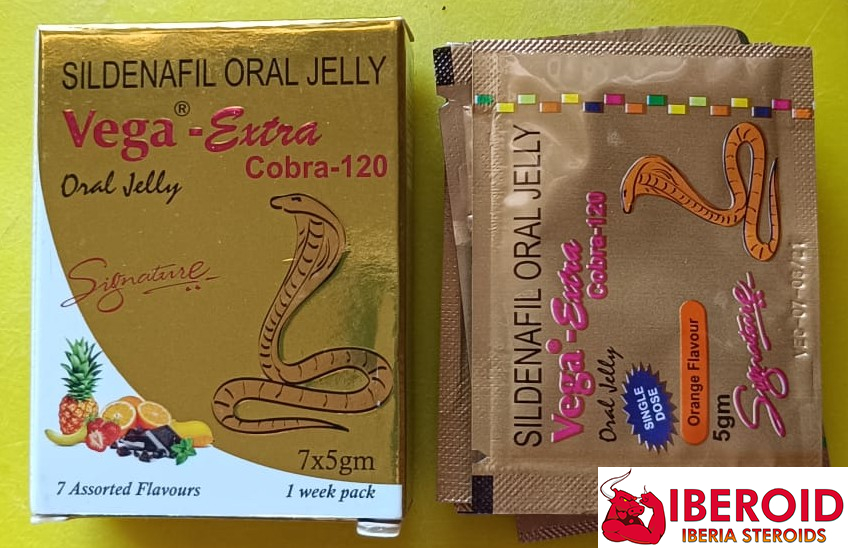 SILDENAFIL ORAL JELLY
Vega®-Extra
Cobra-120
Oral Jelly
Signature
7x5gm
7 Assorted Flavours
1 week pack
SILDENAFIL ORAL JELLY
Vega®-Extra
Cobra-120
Oral Jelly
SINGLE
DOSE
Orange Flavour
5gm
Signature
IBEROID
IBERIA STEROIDS